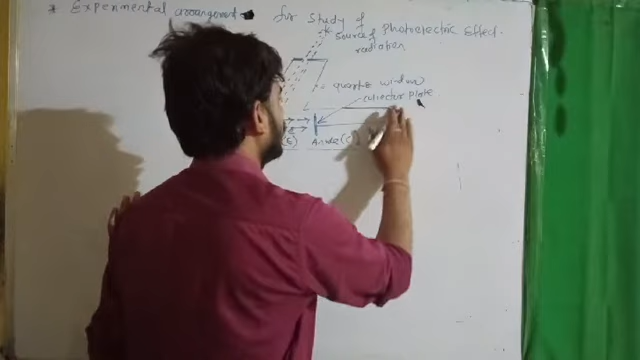 * Experimental arrangement for study of
Photoelectric Effect.
source of
radiation
quartz window
collector plate
Anode (C)